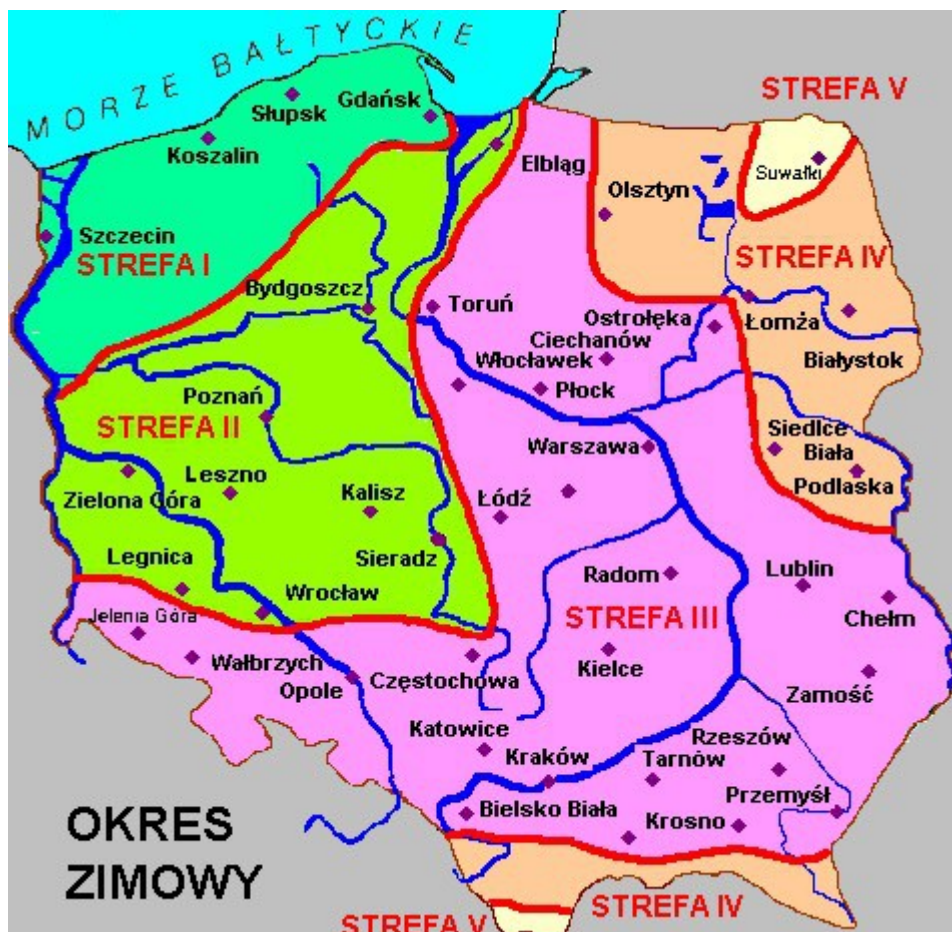 MORZE BAŁTYCKIE
STREFA V
Słupsk
Gdańsk
Koszalin
Elbląg
Suwałki
Olsztyn
Szczecin
STREFA I
STREFA IV
Bydgoszcz
Toruń
Ostrołęka
Łomża
Ciechanów
Białystok
Włocławek
Płock
Poznań
STREFA II
Siedlce
Warszawa
Biała
Podlaska
Leszno
Zielona Góra
Kalisz
Łódź
Legnica
Sieradz
Radom
Lublin
Wrocław
Jelenia Góra
STREFA III
Chełm
Wałbrzych
Kielce
Opole
Częstochowa
Zamość
Katowice
Rzeszów
Kraków
Tarnów
Przemyśl
Bielsko Biała
Krosno
OKRES
ZIMOWY
STREFA IV
STREFA V